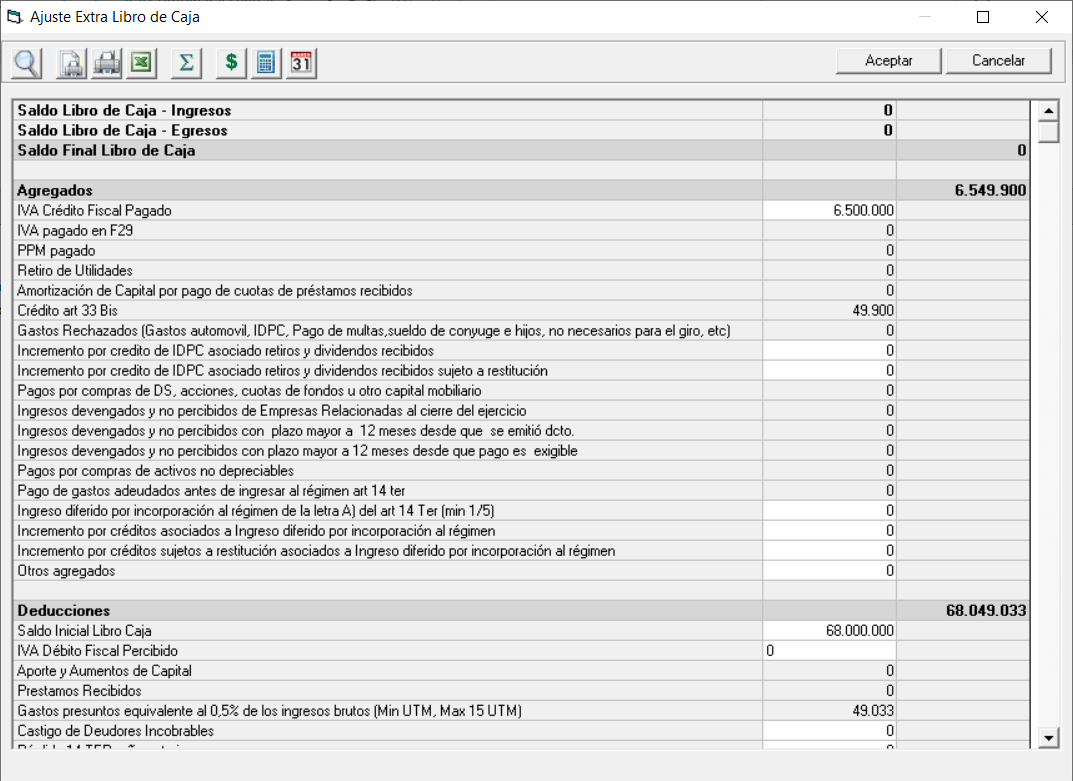 Ajuste Extra Libro de Caja
31
Aceptar
Cancelar
Saldo Libro de Caja - Ingresos 0
Saldo Libro de Caja - Egresos 0
Saldo Final Libro de Caja 0
Agregados 6.549.900
IVA Crédito Fiscal Pagado 6.500.000
IVA pagado en F29 0
PPM pagado 0
Retiro de Utilidades 0
Amortización de Capital por pago de cuotas de préstamos recibidos 0
Crédito art 33 Bis 49.900
Gastos Rechazados (Gastos automovil, IDPC, Pago de multas,sueldo de conyuge e hijos, no necesarios para el giro, etc) 0
Incremento por credito de IDPC asociado retiros y dividendos recibidos 0
Incremento por credito de IDPC asociado retiros y dividendos recibidos sujeto a restitución 0
Pagos por compras de DS, acciones, cuotas de fondos u otro capital mobiliario 0
Ingresos devengados y no percibidos de Empresas Relacionadas al cierre del ejercicio 0
Ingresos devengados y no percibidos con  plazo mayor a  12 meses desde que  se emitió dcto. 0
Ingresos devengados y no percibidos con plazo mayor a 12 meses desde que pago es  exigible 0
Pagos por compras de activos no depreciables 0
Pago de gastos adeudados antes de ingresar al régimen art 14 ter 0
Ingreso diferido por incorporación al régimen de la letra A) del art 14 Ter (min 1/5) 0
Incremento por créditos asociados a Ingreso diferido por incorporación al régimen 0
Incremento por créditos sujetos a restitución asociados a Ingreso diferido por incorporación al régimen 0
Otros agregados 0
Deducciones 68.049.033
Saldo Inicial Libro Caja 68.000.000
IVA Débito Fiscal Percibido 0
Aporte y Aumentos de Capital 0
Prestamos Recibidos 0
Gastos presuntos equivalente al 0,5% de los ingresos brutos (Min UTM, Max 15 UTM) 49.033
Castigo de Deudores Incobrables 0